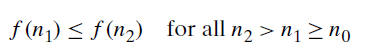 f(n₁) ≤ f(n₂) for all n₂ > n₁ ≥ n₀